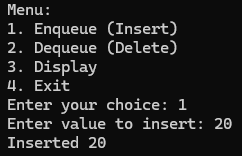 Menu:
1. Enqueue (Insert)
2. Dequeue (Delete)
3. Display
4. Exit
Enter your choice: 1
Enter value to insert: 20
Inserted 20